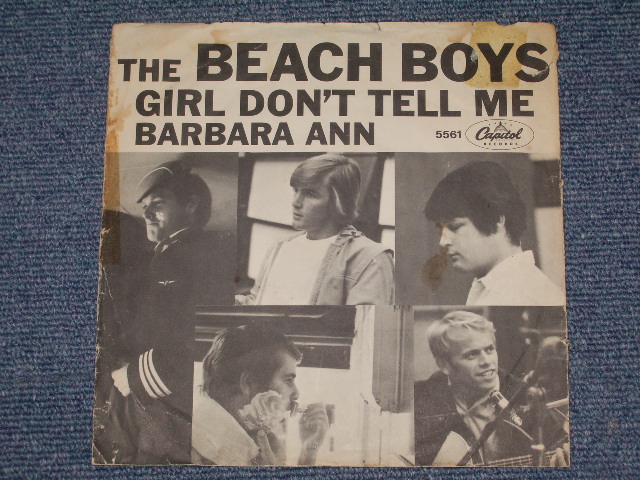 THE BEACH BOYS
GIRL DON'T TELL ME
BARBARA ANN
5561 Capitol
RECORDS